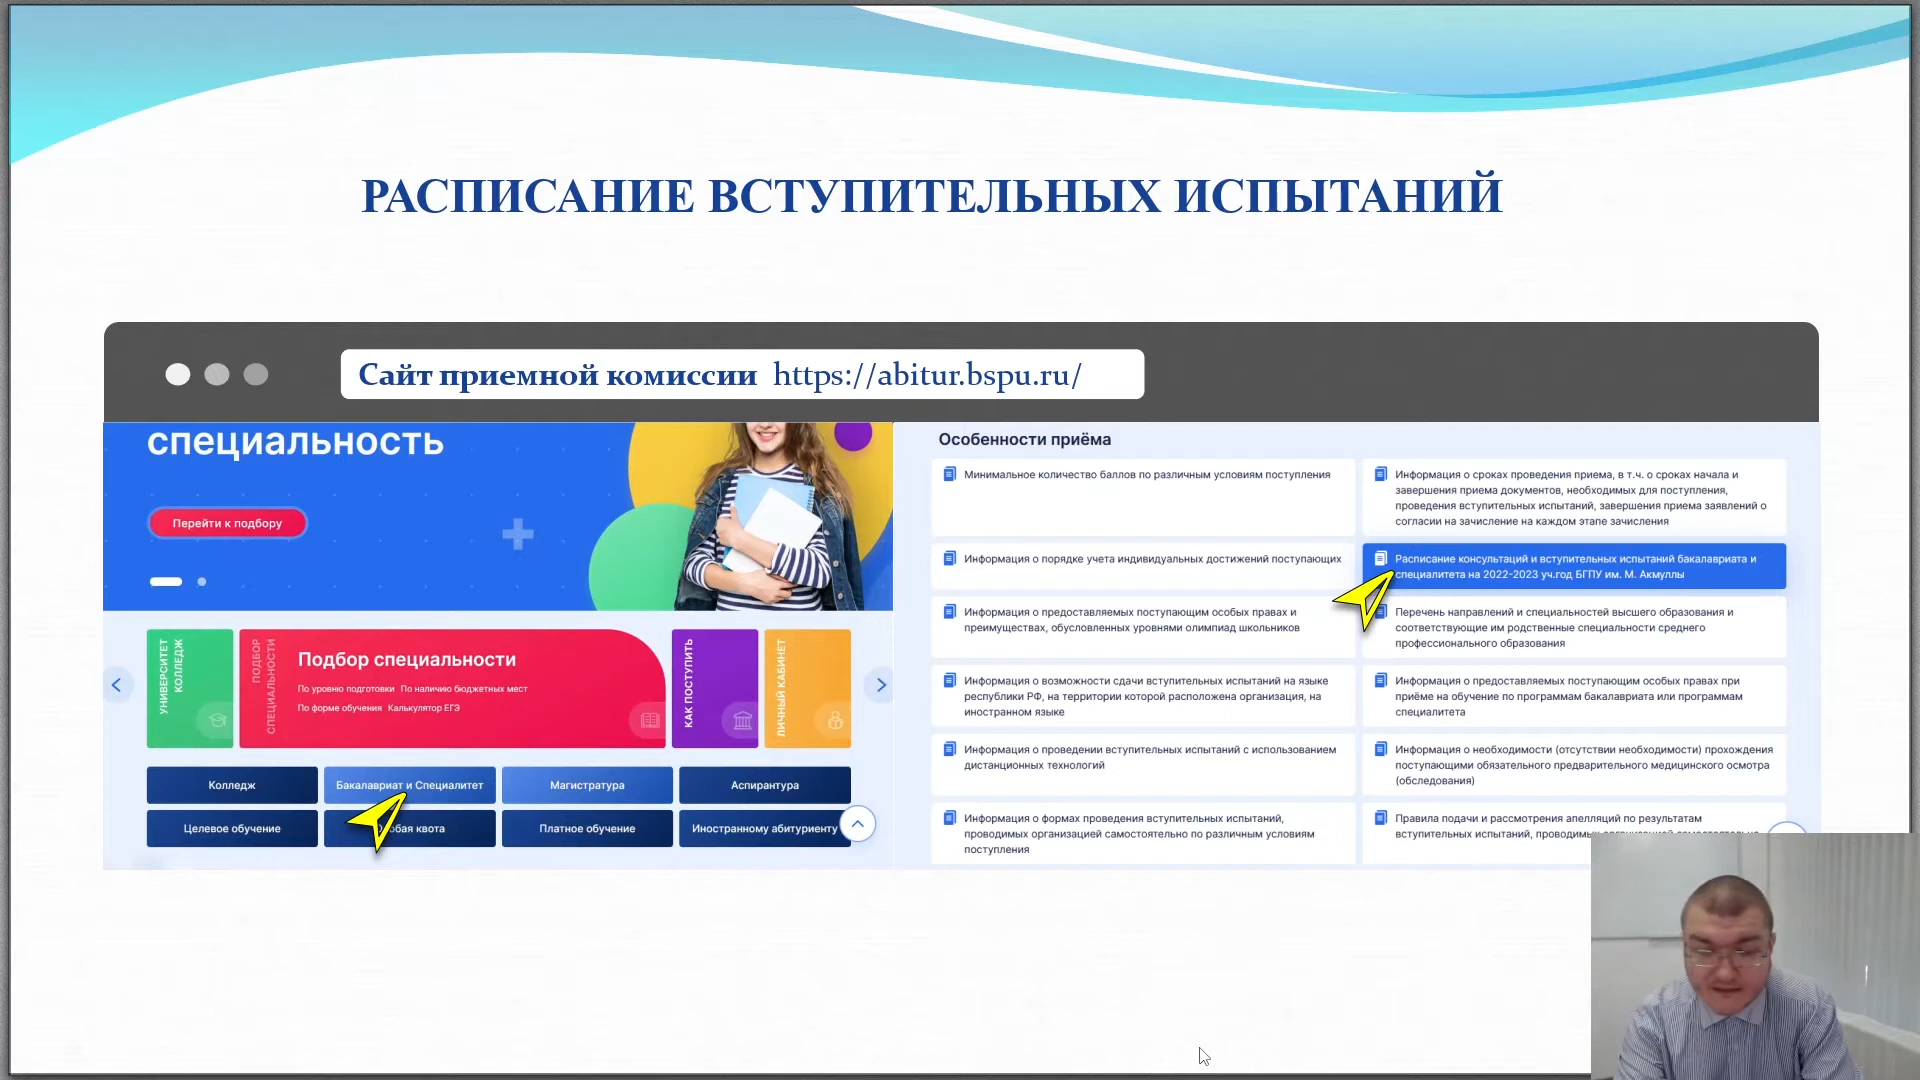 РАСПИСАНИЕ ВСТУПИТЕЛЬНЫХ ИСПЫТАНИЙ
Сайт приемной комиссии https://abitur.bspu.ru/
специальность
Перейти к подбору
УНИВЕРСИТЕТ
КОЛЛЕДЖ
ПОДБОР
СПЕЦИАЛЬНОСТИ
Подбор специальности
По уровню подготовки По наличию бюджетных мест
По форме обучения Калькулятор ЕГЭ
КАК ПОСТУПИТЬ
ЛИЧНЫЙ КАБИНЕТ
Колледж
Бакалавриат и Специалитет
Магистратура
Аспирантура
Целевое обучение
квота
Платное обучение
Иностранному абитуриенту
Особенности приёма
Минимальное количество баллов по различным условиям поступления
Информация о сроках проведения приема, в т.ч. о сроках начала и
завершения приема документов, необходимых для поступления,
проведения вступительных испытаний, завершения приема заявлений о
согласии на зачисление на каждом этапе зачисления
Информация о порядке учета индивидуальных достижений поступающих
Расписание консультаций и вступительных испытаний бакалавриата и
специалитета на 2022-2023 уч.год БГПУ им. М. Акмуллы
Информация о предоставляемых поступающим особых правах и
преимуществах, обусловленных уровнями олимпиад школьников
Перечень направлений и специальностей высшего образования и
соответствующие им родственные специальности среднего
профессионального образования
Информация о возможности сдачи вступительных испытаний на языке
республики РФ, на территории которой расположена организация, на
иностранном языке
Информация о предоставляемых поступающим особых правах при
приёме на обучение по программам бакалавриата или программам
специалитета
Информация о проведении вступительных испытаний с использованием
дистанционных технологий
Информация о необходимости (отсутствии необходимости) прохождения
поступающими обязательного предварительного медицинского осмотра
(обследования)
Информация о формах проведения вступительных испытаний,
проводимых организацией самостоятельно по различным условиям
поступления
Правила подачи и рассмотрения апелляций по результатам
вступительных испытаний,